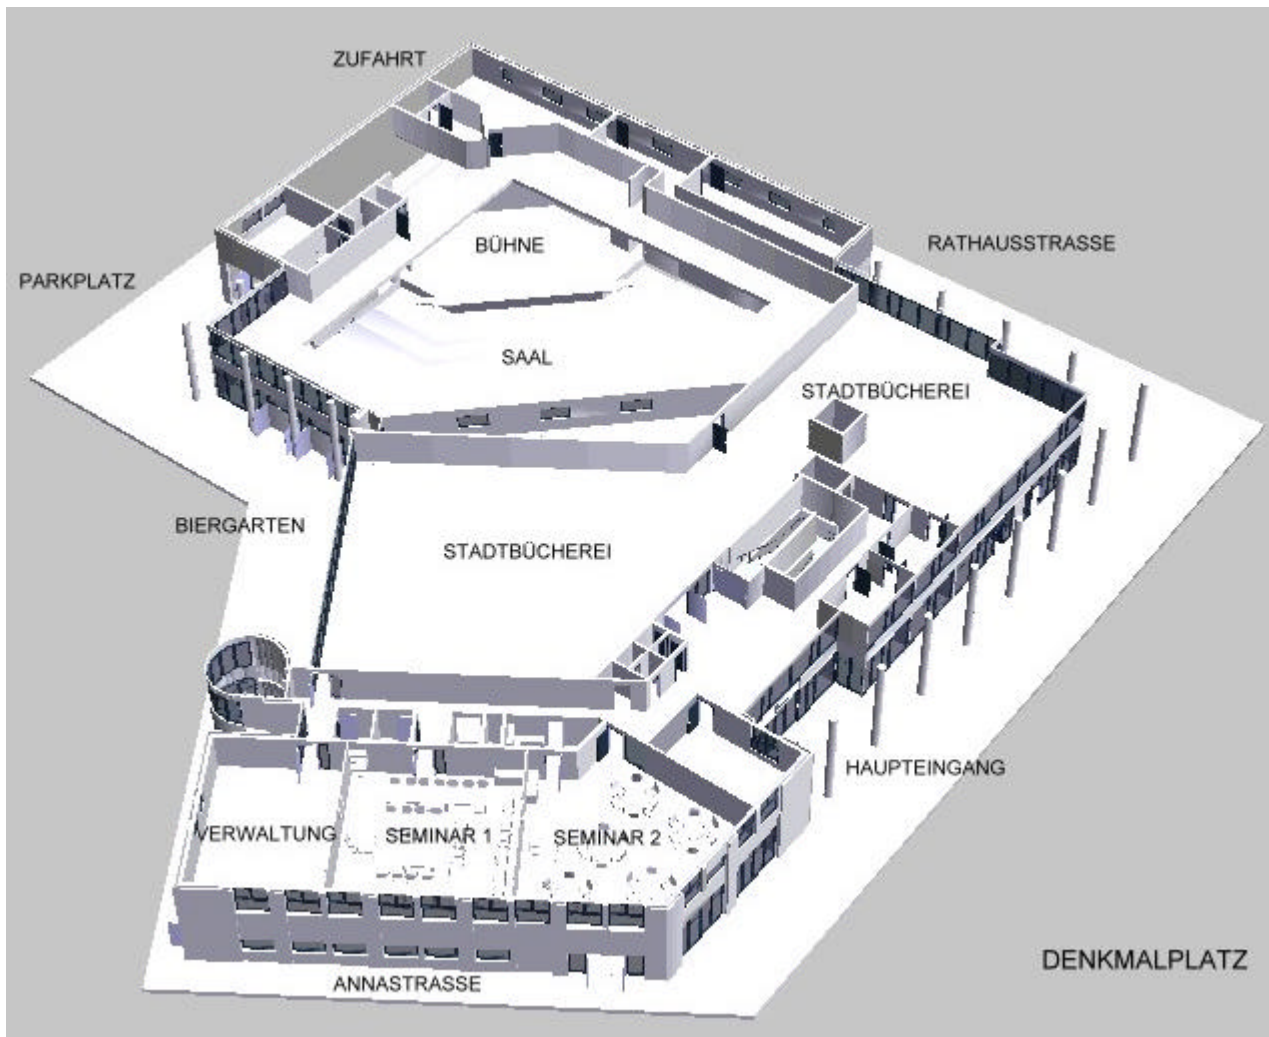 ZUFAHRT
RATHAUSSTRASSE
BÜHNE
PARKPLATZ
SAAL
STADTBÜCHEREI
BIERGARTEN
STADTBÜCHEREI
HAUPTEINGANG
VERWALTUNG
SEMINAR 1
SEMINAR 2
DENKMALPLATZ
ANNASTRASSE